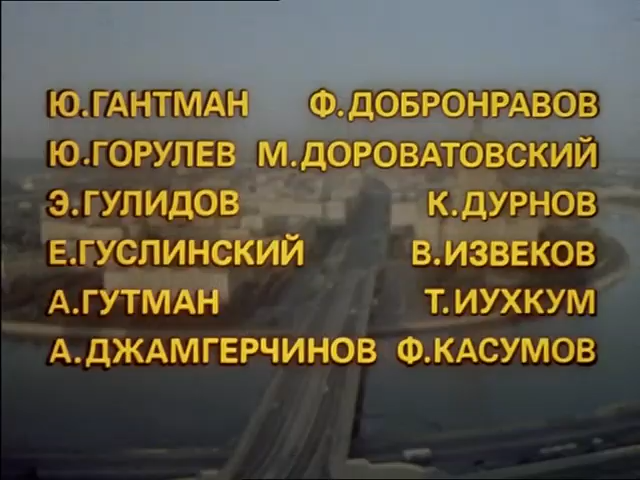 Ю.ГАНТМАН Ф.ДОБРОНРАВОВ
Ю.ГОРУЛЕВ М.ДОРОВАТОВСКИЙ
Э.ГУЛИДОВ К.ДУРНОВ
Е.ГУСЛИНСКИЙ В.ИЗВЕКОВ
А.ГУТМАН Т.ИУХКУМ
А.ДЖАМГЕРЧИНОВ Ф.КАСУМОВ